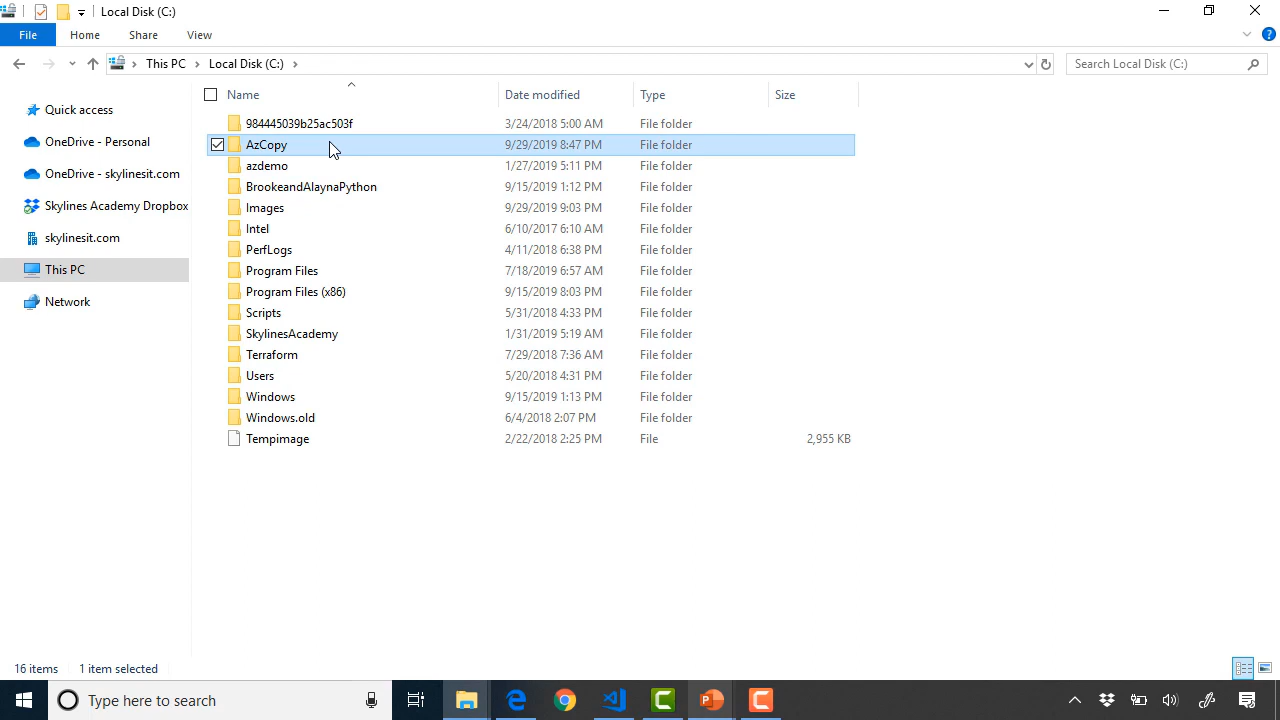 Local Disk (C:)
File Home Share View
This PC Local Disk (C:) Search Local Disk (C:)
Name Date modified Type Size
Quick access
OneDrive - Personal
OneDrive - skylinesit.com
Skylines Academy Dropbox
skylinesit.com
This PC
Network
984445039b25ac503f 3/24/2018 5:00 AM File folder
AzCopy 9/29/2019 8:47 PM File folder
azdemo 1/27/2019 5:11 PM File folder
BrookeandAlaynaPython 9/15/2019 1:12 PM File folder
Images 9/29/2019 9:03 PM File folder
Intel 6/10/2017 6:10 AM File folder
PerfLogs 4/11/2018 6:38 PM File folder
Program Files 7/18/2019 6:57 AM File folder
Program Files (x86) 9/15/2019 8:03 PM File folder
Scripts 5/31/2018 4:33 PM File folder
SkylinesAcademy 1/31/2019 5:19 AM File folder
Terraform 7/29/2018 7:36 AM File folder
Users 5/20/2018 4:31 PM File folder
Windows 9/15/2019 1:13 PM File folder
Windows.old 6/4/2018 2:07 PM File folder
Tempimage 2/22/2018 2:25 PM File 2,955 KB
16 items 1 item selected
Type here to search